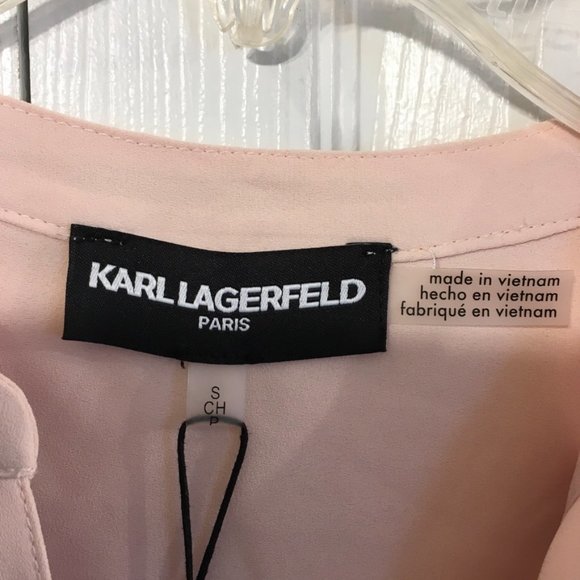 KARL LAGERFELD
PARIS
made in vietnam
hecho en vietnam
fabriqué en vietnam
S
CH
P